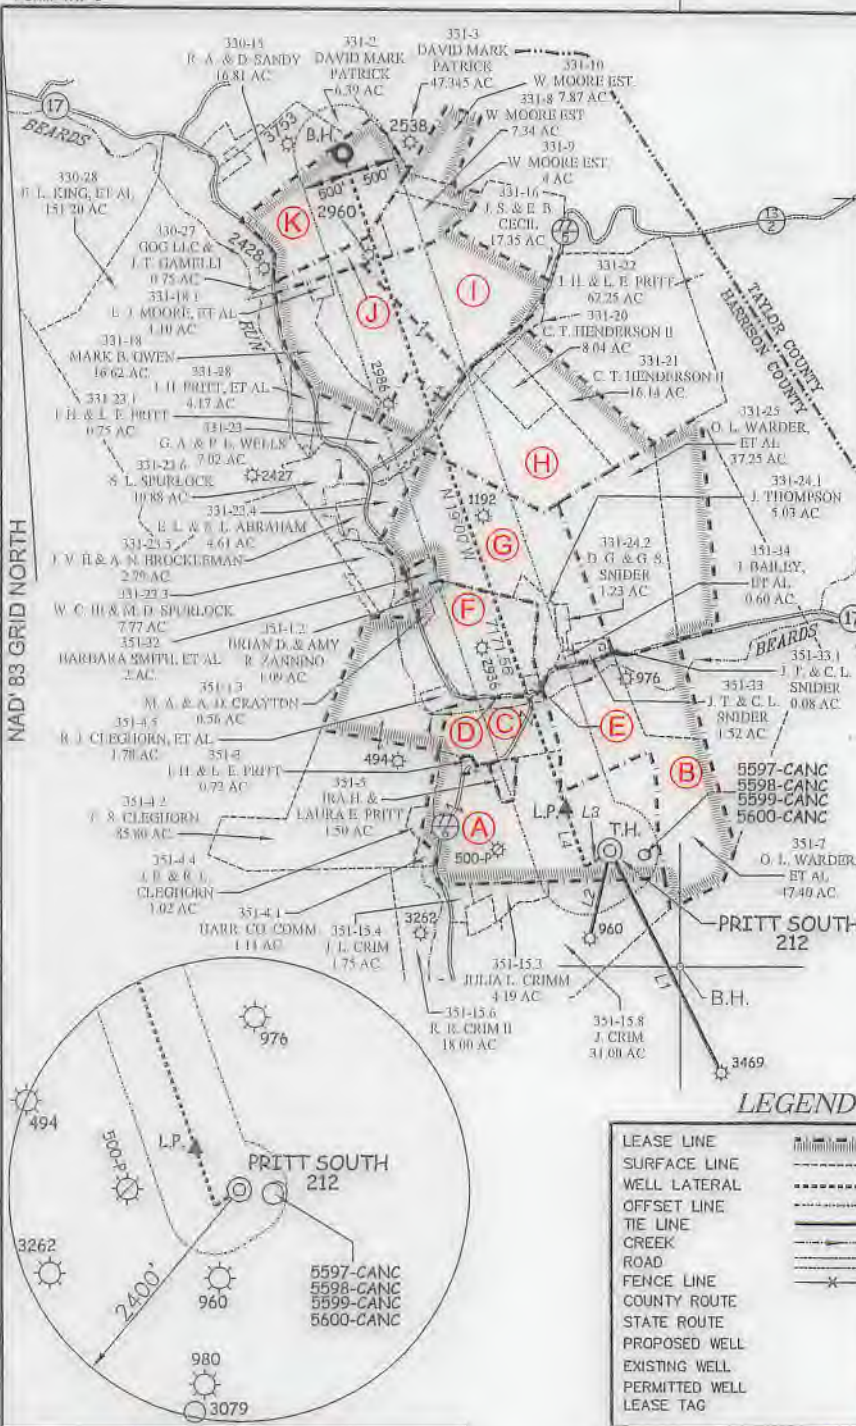 330-15
R. A. & D. SANDY
16.81 AC.
331-2
DAVID MARK
PATRICK
6.39 AC.
331-3
DAVID MARK
PATRICK
47.345 AC.
331-10
W. MOORE EST.
7.87 AC.
331-8
W. MOORE EST
7.34 AC.
331-9
W. MOORE EST.
4 AC
331-16
J. S. & E. B.
CECIL
17.35 AC.
17
BEARDS
3753
B.H.
2538
500'
500'
2960
330-28
151.20 AC
330-27
GOG LLC &
J. T. GAMELLI
0.75 AC.
2428
RUN
331-18.1
E. J. MOORE, ET AL
1.10 AC.
331-18
MARK B. OWEN
16.62 AC.
331-28
I. H. PRITT, ET AL
4.17 AC.
331-23.1
I. H. & L. E. PRITT
0.75 AC.
331-23
G. A. & P. L. WELLS
7.02 AC.
331-23.6
S. L. SPURLOCK
10.88 AC.
2427
331-23.4
E. L. & R. L. ABRAHAM
4.61 AC
331-23.5
J. V. H & A. N. BROCKLEMAN
2.79 AC.
331-23.3
W. C. III & M. D. SPURLOCK
7.77 AC
351-32
BARBARA SMITH, ET AL
2 AC.
351-1.2
BRIAN D. & AMY
R. ZANNINO
1.09 AC.
351-1.3
M. A. & A. D. CRAYTON
0.56 AC.
351-4.5
R. J. CLEGHORN, ET AL
1.78 AC.
351-3
I. H. & L. E. PRITT
0.72 AC.
494
351-4.2
85.80 AC.
351-5
IRA H. &
LAURA E. PRITT
1.50 AC
351-4.4
CLEGHORN
1.02 AC.
351-4.1
HARR. CO. COMM.
1.11 AC
351-15.4
J. L. CRIM
1.75 AC
3262
351-15.6
R. R. CRIM II
18.00 AC
351-15.3
JULIA L. CRIMM
4.19 AC
351-15.8
J. CRIM
31.00 AC
K
J
I
H
G
F
D
C
E
B
A
77
5
13
2
331-22
I. H. & L. E. PRITT
67.25 AC
331-20
C. T. HENDERSON II
8.04 AC
331-21
C. T. HENDERSON II
16.14 AC
TAYLOR COUNTY
HARRISON COUNTY
331-25
O. L. WARDER,
ET AL
37.25 AC.
331-24.1
J. THOMPSON
5.03 AC.
331-24.2
D. G. & G. S.
SNIDER
1.23 AC
351-34
J. BAILEY,
ET AL
0.60 AC.
17
BEARDS
351-33.1
J. T. & C. L.
SNIDER
0.08 AC.
351-33
J. T. & C. L.
SNIDER
1.52 AC.
976
5597-CANC
5598-CANC
5599-CANC
5600-CANC
351-7
O. L. WARDER,
ET AL
47.40 AC
2986
1192
N 19°00' W
7171.56
2936
L.P.
L4
L3
T.H.
77
6
500-P
L2
960
PRITT SOUTH
212
L1
B.H.
3469
NAD' 83 GRID NORTH
976
494
L.P.
500-P
PRITT SOUTH
212
3262
2400'
960
5597-CANC
5598-CANC
5599-CANC
5600-CANC
980
3079
LEGEND
LEASE LINE
SURFACE LINE
WELL LATERAL
OFFSET LINE
TIE LINE
CREEK
ROAD
FENCE LINE
COUNTY ROUTE
STATE ROUTE
PROPOSED WELL
EXISTING WELL
PERMITTED WELL
LEASE TAG